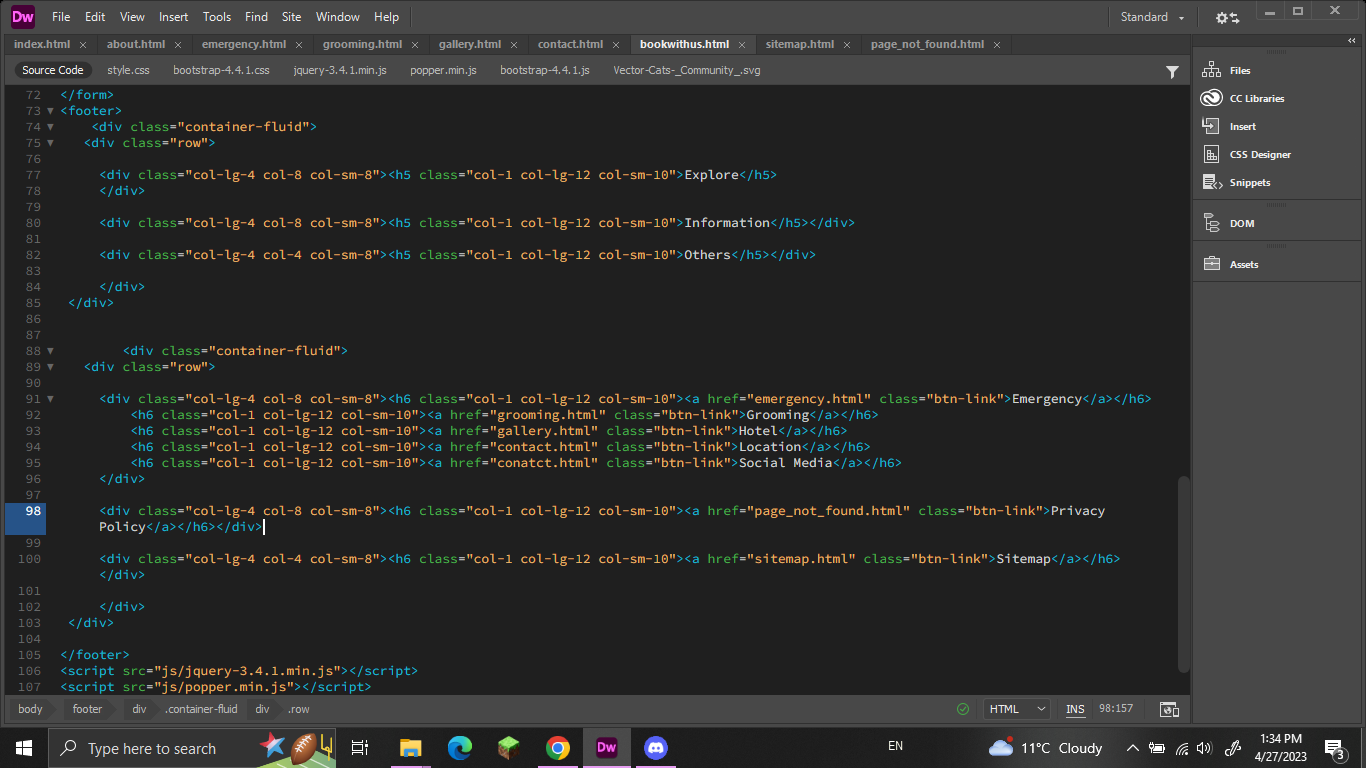 Dw File Edit View Insert Tools Find Site Window Help Standard
index.html about.html emergency.html grooming.html gallery.html contact.html bookwithus.html sitemap.html page_not_found.html
Source Code style.css bootstrap-4.4.1.css jquery-3.4.1.min.js popper.min.js bootstrap-4.4.1.js Vector-Cats-_Community_.svg
72 </form>
73 <footer>
74 <div class="container-fluid">
75 <div class="row">
76
77 <div class="col-lg-4 col-8 col-sm-8"><h5 class="col-1 col-lg-12 col-sm-10">Explore</h5>
78 </div>
79
80 <div class="col-lg-4 col-8 col-sm-8"><h5 class="col-1 col-lg-12 col-sm-10">Information</h5></div>
81
82 <div class="col-lg-4 col-4 col-sm-8"><h5 class="col-1 col-lg-12 col-sm-10">Others</h5></div>
83
84 </div>
85 </div>
86
87
88 <div class="container-fluid">
89 <div class="row">
90
91 <div class="col-lg-4 col-8 col-sm-8"><h6 class="col-1 col-lg-12 col-sm-10"><a href="emergency.html" class="btn-link">Emergency</a></h6>
92 <h6 class="col-1 col-lg-12 col-sm-10"><a href="grooming.html" class="btn-link">Grooming</a></h6>
93 <h6 class="col-1 col-lg-12 col-sm-10"><a href="gallery.html" class="btn-link">Hotel</a></h6>
94 <h6 class="col-1 col-lg-12 col-sm-10"><a href="contact.html" class="btn-link">Location</a></h6>
95 <h6 class="col-1 col-lg-12 col-sm-10"><a href="conatct.html" class="btn-link">Social Media</a></h6>
96 </div>
97
98 <div class="col-lg-4 col-8 col-sm-8"><h6 class="col-1 col-lg-12 col-sm-10"><a href="page_not_found.html" class="btn-link">Privacy
Policy</a></h6></div>
99
100 <div class="col-lg-4 col-4 col-sm-8"><h6 class="col-1 col-lg-12 col-sm-10"><a href="sitemap.html" class="btn-link">Sitemap</a></h6>
</div>
101
102 </div>
103 </div>
104
105 </footer>
106 <script src="js/jquery-3.4.1.min.js"></script>
107 <script src="js/popper.min.js"></script>
body footer div .container-fluid div .row HTML INS 98:157
Files
CC Libraries
Insert
CSS Designer
Snippets
DOM
Assets
Type here to search Dw EN 11°C Cloudy 1:34 PM
4/27/2023 3